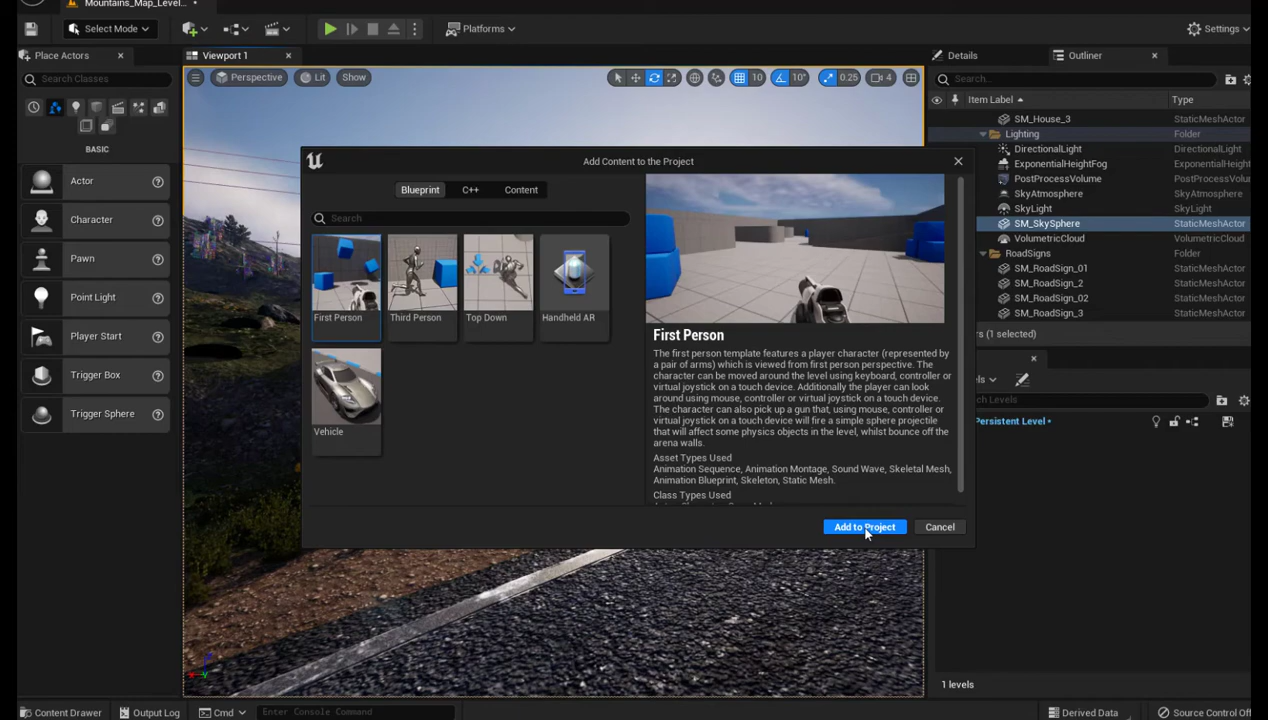 Mountains_Map_Level...
Select Mode
Platforms
Settings
Place Actors
Viewport 1
Details
Outliner
Search Classes
Perspective
Lit
Show
10
10°
0.25
4
Search...
Item Label
Type
SM_House_3
StaticMeshActor
Lighting
Folder
DirectionalLight
DirectionalLight
ExponentialHeightFog
ExponentialHeightFog
PostProcessVolume
PostProcessVolume
SkyAtmosphere
SkyAtmosphere
SkyLight
SkyLight
SM_SkySphere
StaticMeshActor
VolumetricCloud
VolumetricCloud
RoadSigns
Folder
SM_RoadSign_01
StaticMeshActor
SM_RoadSign_2
StaticMeshActor
SM_RoadSign_02
StaticMeshActor
SM_RoadSign_3
StaticMeshActor
BASIC
Actor
Character
Pawn
Point Light
Player Start
Trigger Box
Trigger Sphere
Add Content to the Project
Blueprint
C++
Content
Search
First Person
Third Person
Top Down
Handheld AR
Vehicle
First Person
The first person template features a player character (represented by
a pair of arms) which is viewed from first person perspective. The
character can be moved around the level using keyboard, controller or
virtual joystick on a touch device. Additionally the player can look
around using mouse, controller or virtual joystick on a touch device.
The character can also pick up a gun that, using mouse, controller or
virtual joystick on a touch device will fire a simple sphere projectile
that will affect some physics objects in the level, whilst bounce off the
arena walls.
Asset Types Used
Animation Sequence, Animation Montage, Sound Wave, Skeletal Mesh,
Animation Blueprint, Skeleton, Static Mesh.
Class Types Used
Add to Project
Cancel
(1 selected)
Levels
Persistent Level
1 levels
Content Drawer
Output Log
Cmd
Enter Console Command
Derived Data
Source Control Off